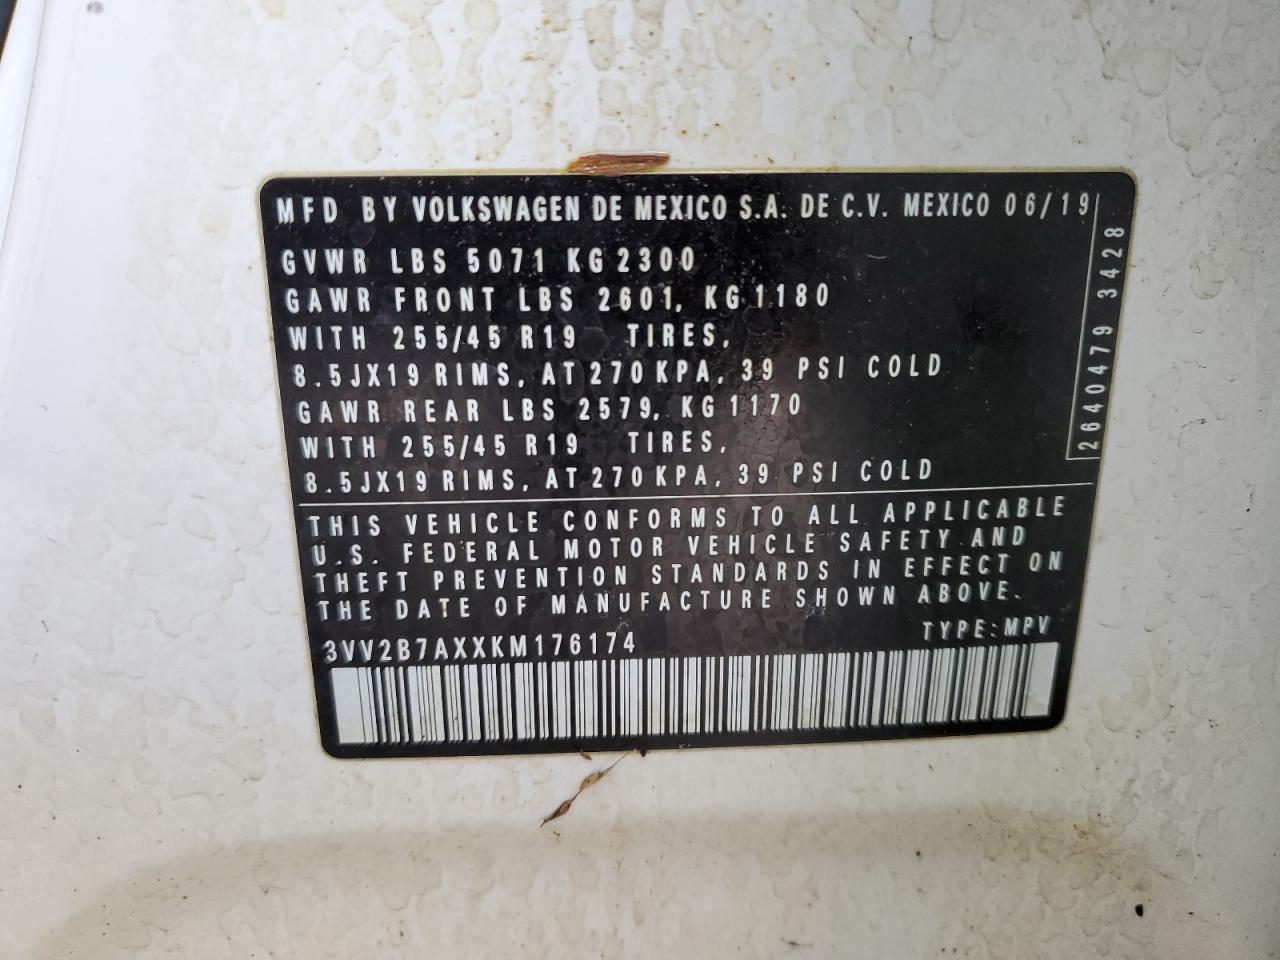 MFD BY VOLKSWAGEN DE MEXICO S.A. DE C.V. MEXICO 06/19
GVWR LBS 5071 KG 2300
GAWR FRONT LBS 2601, KG 1180
WITH 255/45 R19 TIRES,
8.5JX19 RIMS, AT 270 KPA, 39 PSI COLD
GAWR REAR LBS 2579, KG 1170
WITH 255/45 R19 TIRES,
8.5JX19 RIMS, AT 270 KPA, 39 PSI COLD
2640479 3428
THIS VEHICLE CONFORMS TO ALL APPLICABLE
U.S. FEDERAL MOTOR VEHICLE SAFETY AND
THEFT PREVENTION STANDARDS IN EFFECT ON
THE DATE OF MANUFACTURE SHOWN ABOVE.
3VV2B7AXXKM176174 TYPE:MPV